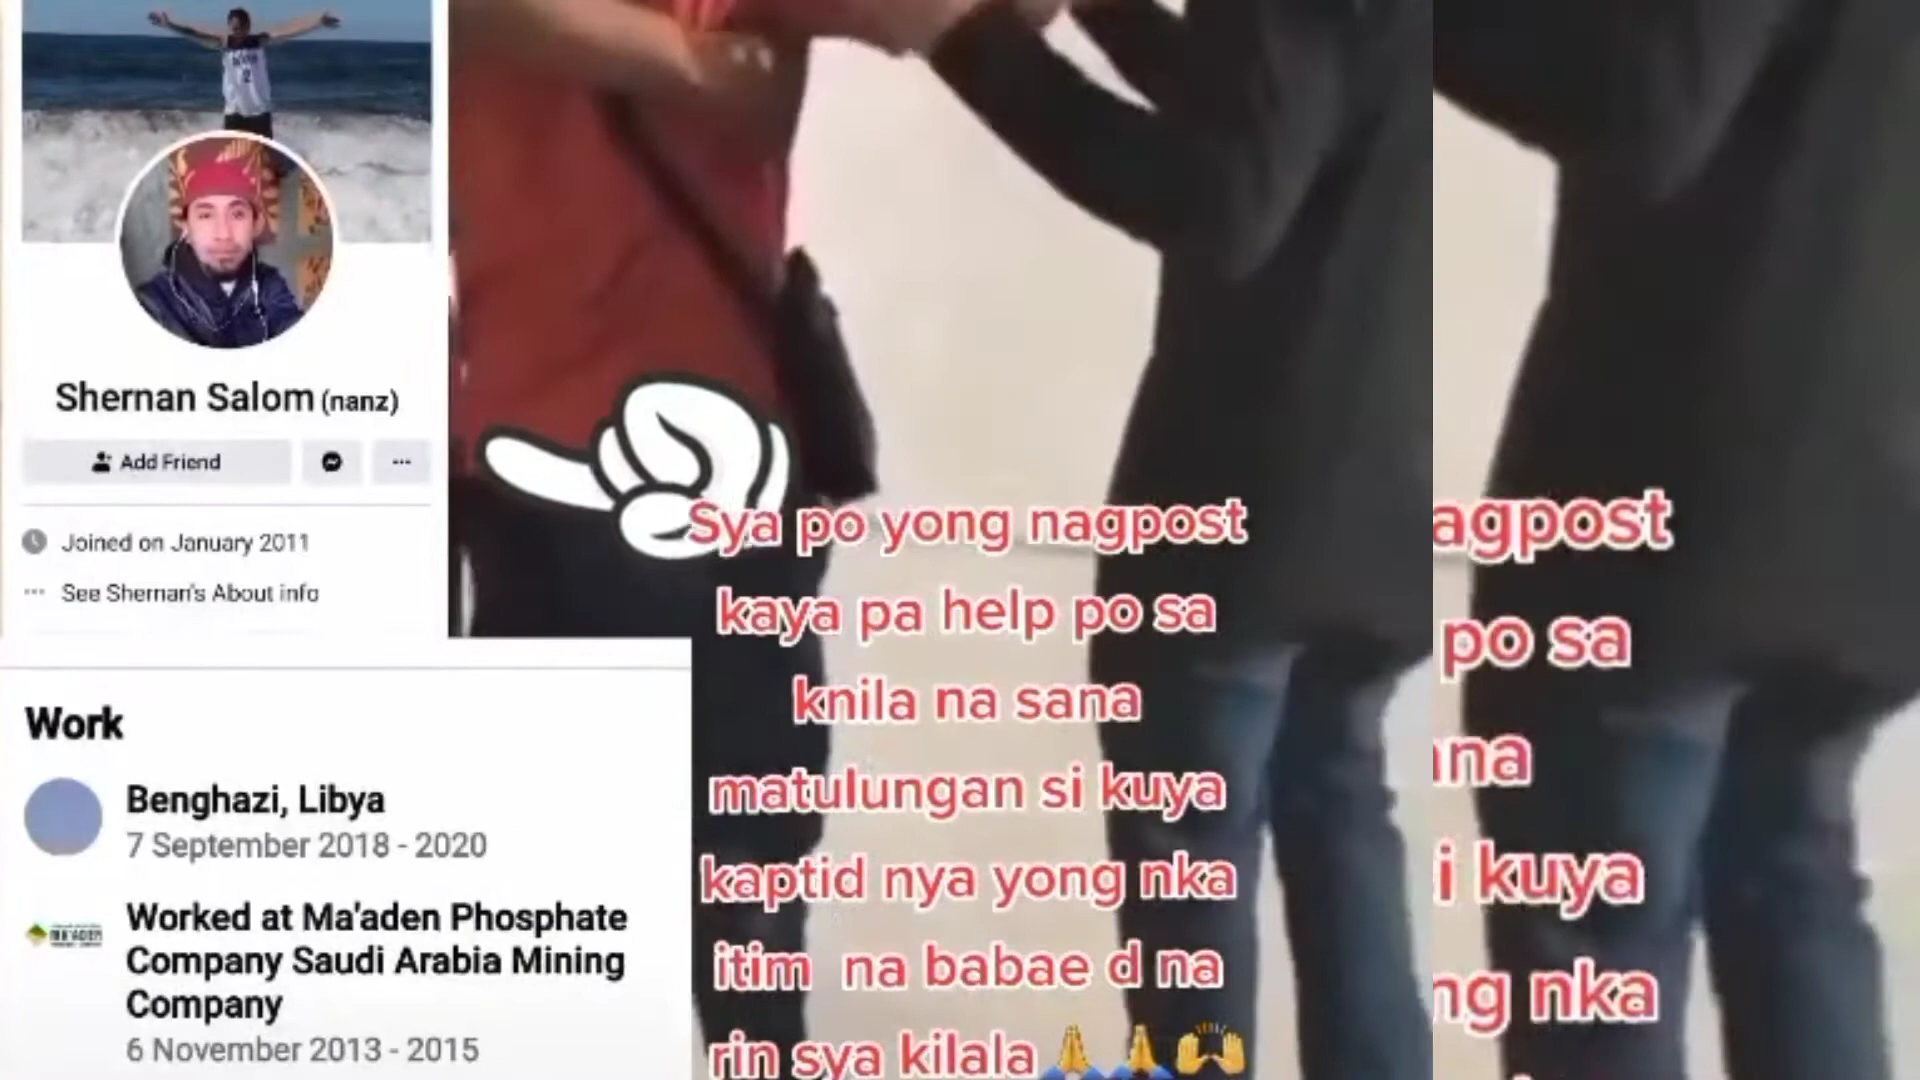 Shernan Salom (nanz)
Add Friend
Joined on January 2011
See Shernan's About info
Work
Benghazi, Libya
7 September 2018 - 2020
MA'ADEN
Worked at Ma'aden Phosphate
Company Saudi Arabia Mining
Company
6 November 2013 - 2015
Sya po yong nagpost
kaya pa help po sa
knila na sana
matulungan si kuya
kaptid nya yong nka
itim na babae d na
rin sya kilala
agpost
po sa
ana
i kuya
ng nka